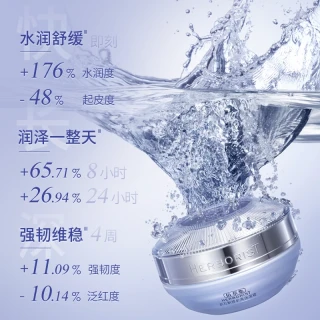 水润舒缓* 即刻
+176% 水润度
-48% 起皮度
润泽一整天*
+65.71% 8小时
+26.94% 24小时
强韧维稳* 4周
+11.09% 强韧度
-10.14% 泛红度
HERBORIST